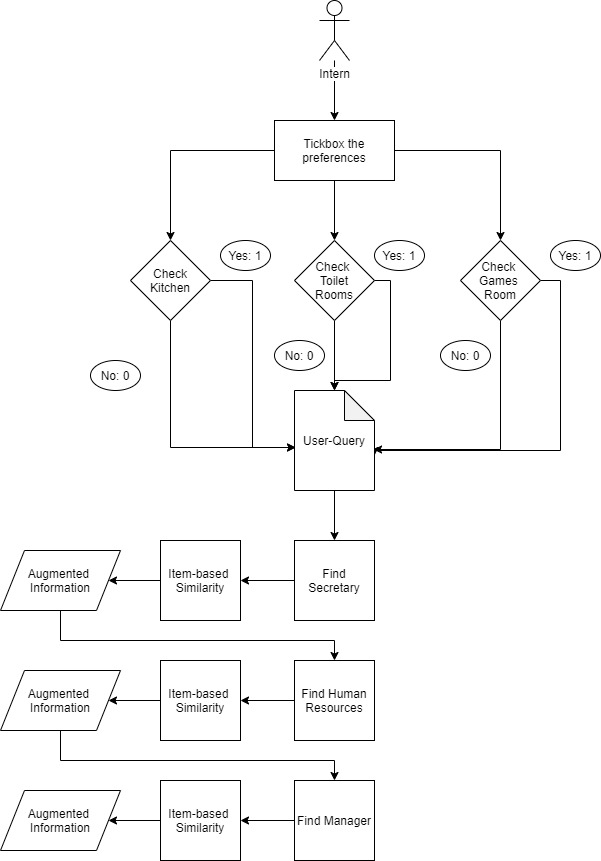 Intern
Tickbox the
preferences
Check
Kitchen
Yes: 1
Check
Toilet
Rooms
Yes: 1
Check
Games
Room
Yes: 1
No: 0
No: 0
No: 0
User-Query
Augmented
Information
Item-based
Similarity
Find
Secretary
Augmented
Information
Item-based
Similarity
Find Human
Resources
Augmented
Information
Item-based
Similarity
Find Manager